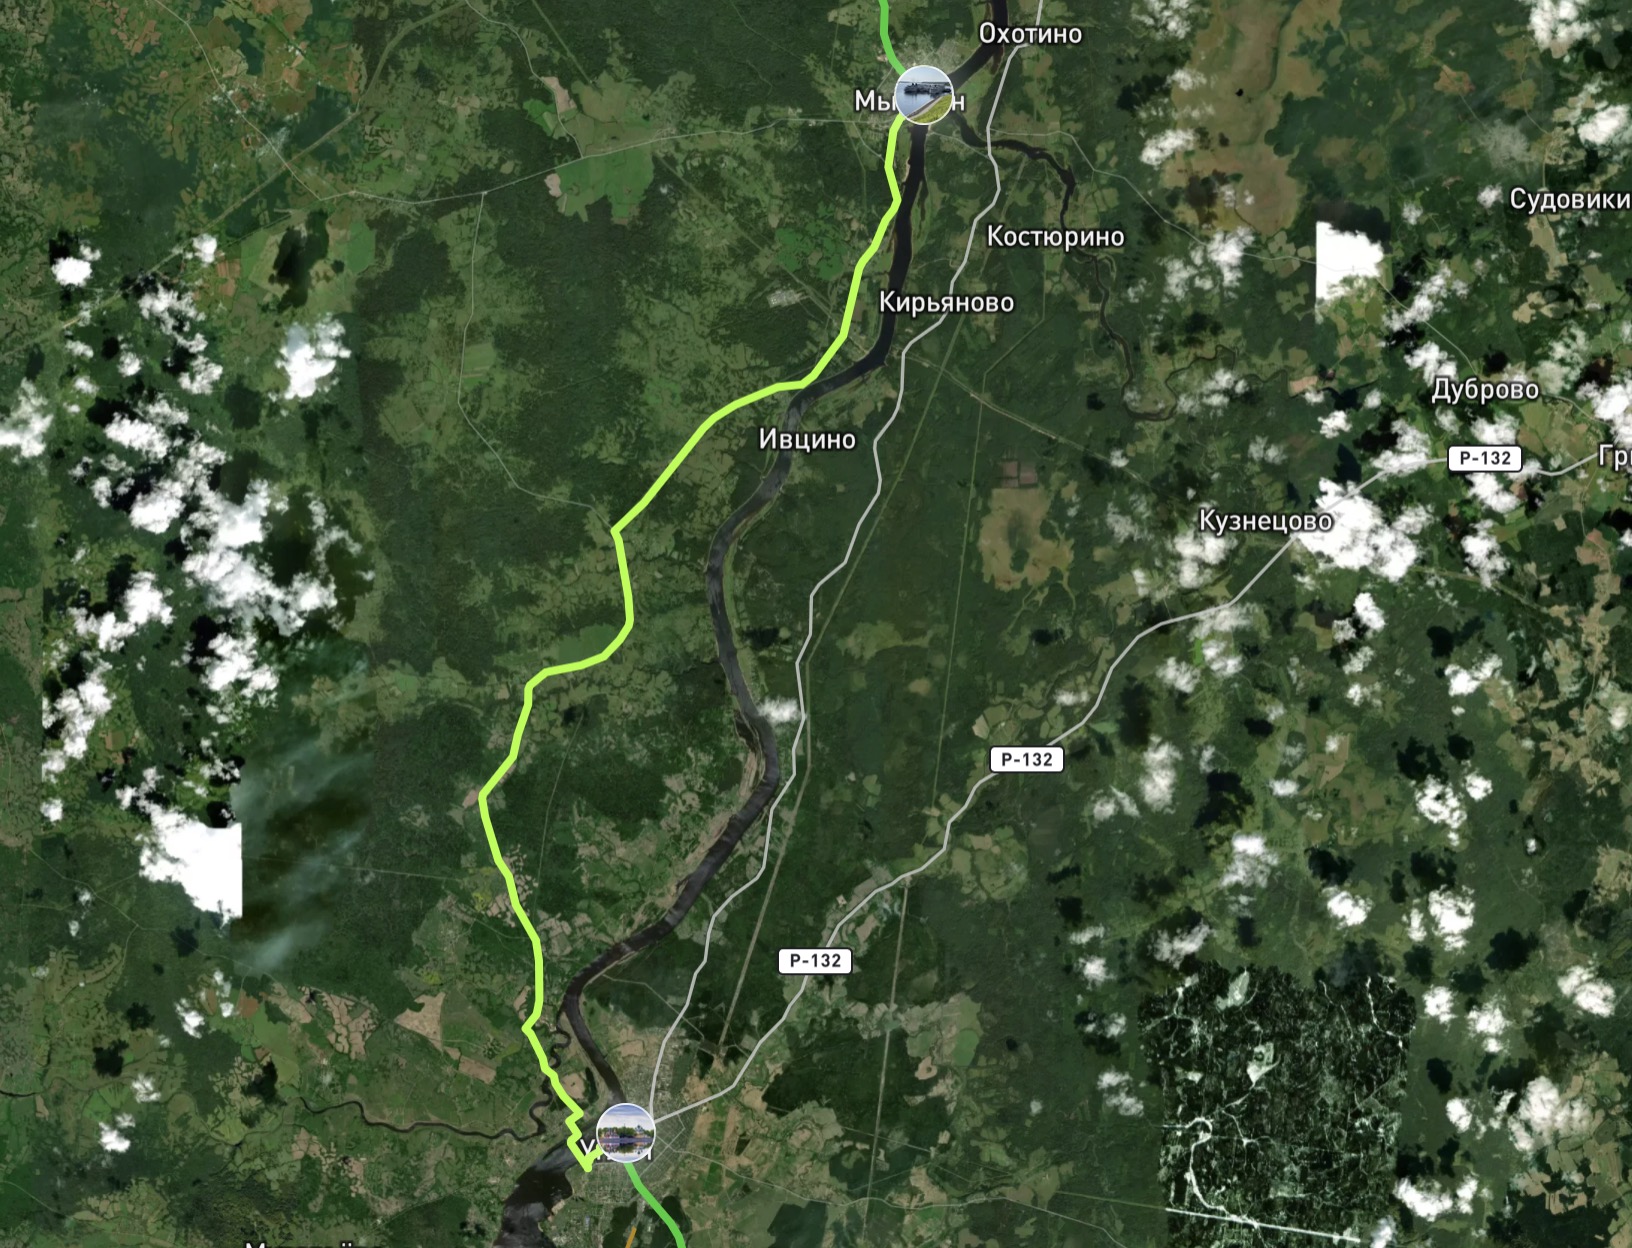 Охотино
Судовики
Костюрино
Кирьяново
Дуброво
Ивцино
Р-132
Кузнецово
Р-132
Р-132